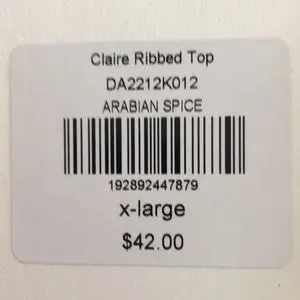 Claire Ribbed Top
DA2212K012
ARABIAN SPICE
192892447879
x-large
$42.00